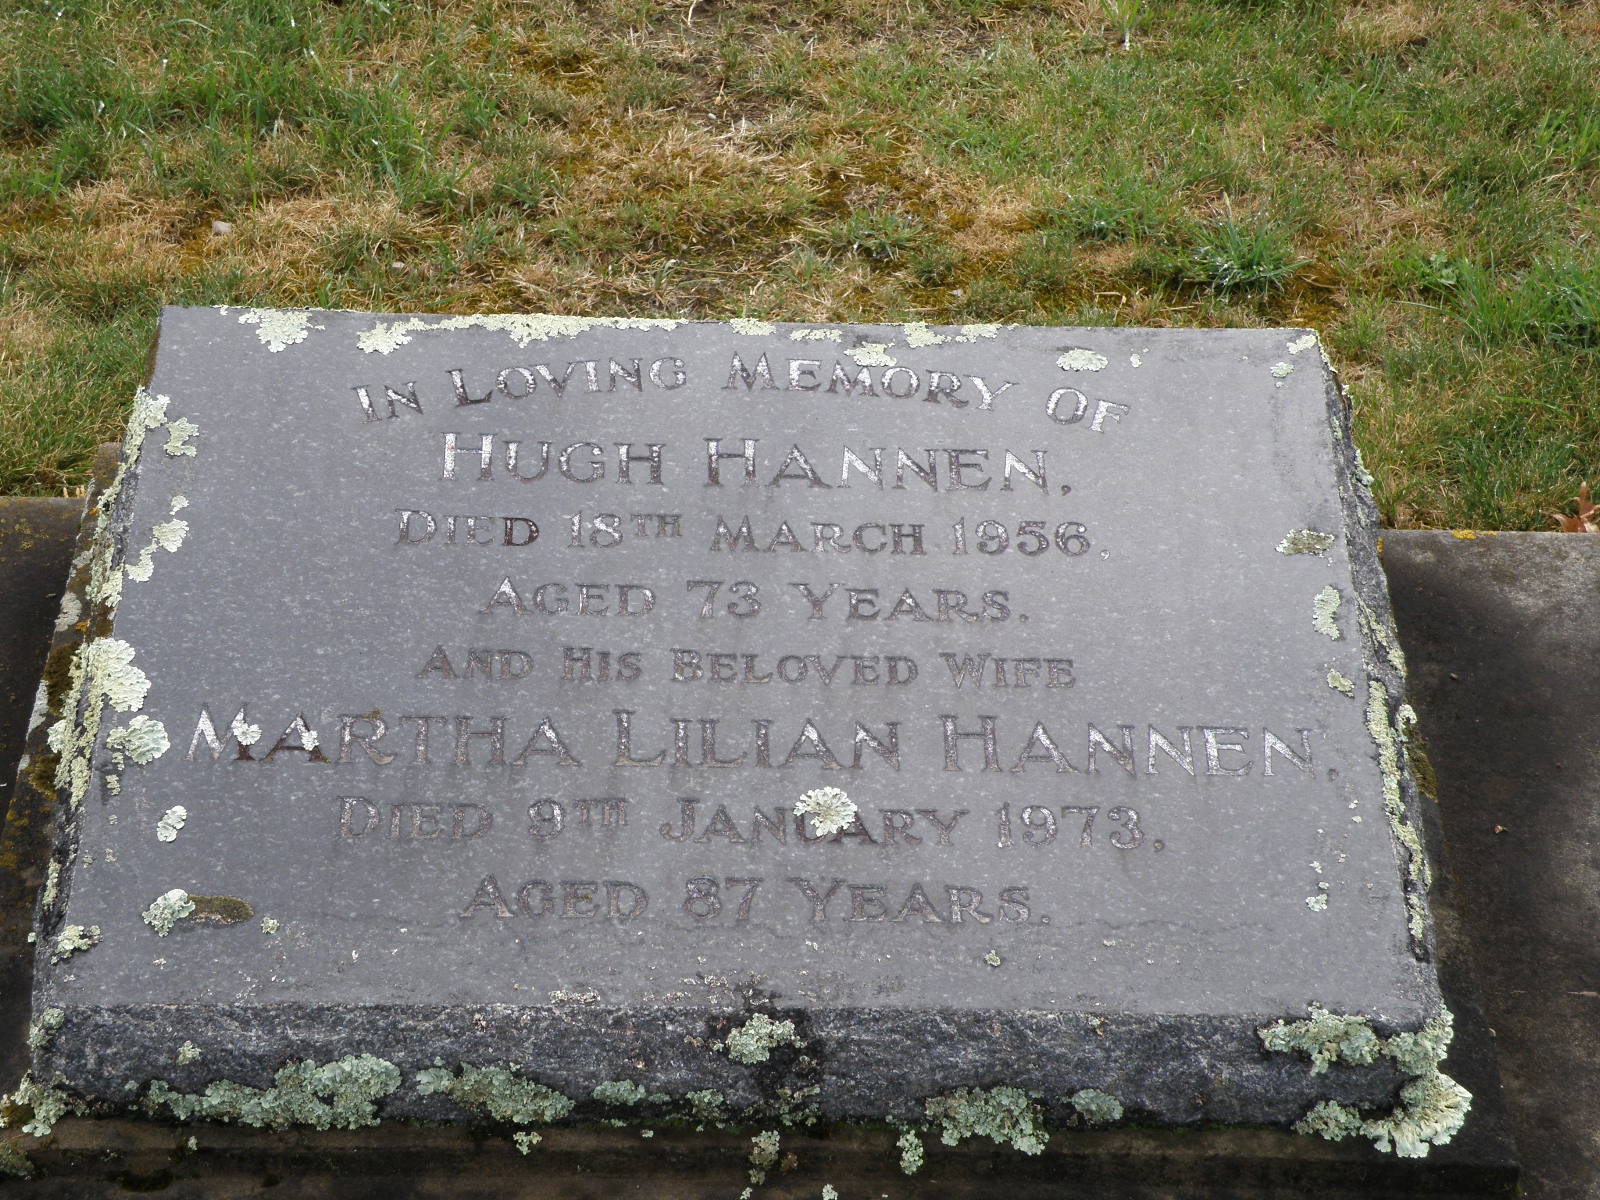 IN LOVING MEMORY OF
HUGH HANNEN,
DIED 18TH MARCH 1956,
AGED 73 YEARS.
AND HIS BELOVED WIFE
MARTHA LILIAN HANNEN,
DIED 9TH JANUARY 1973,
AGED 87 YEARS.